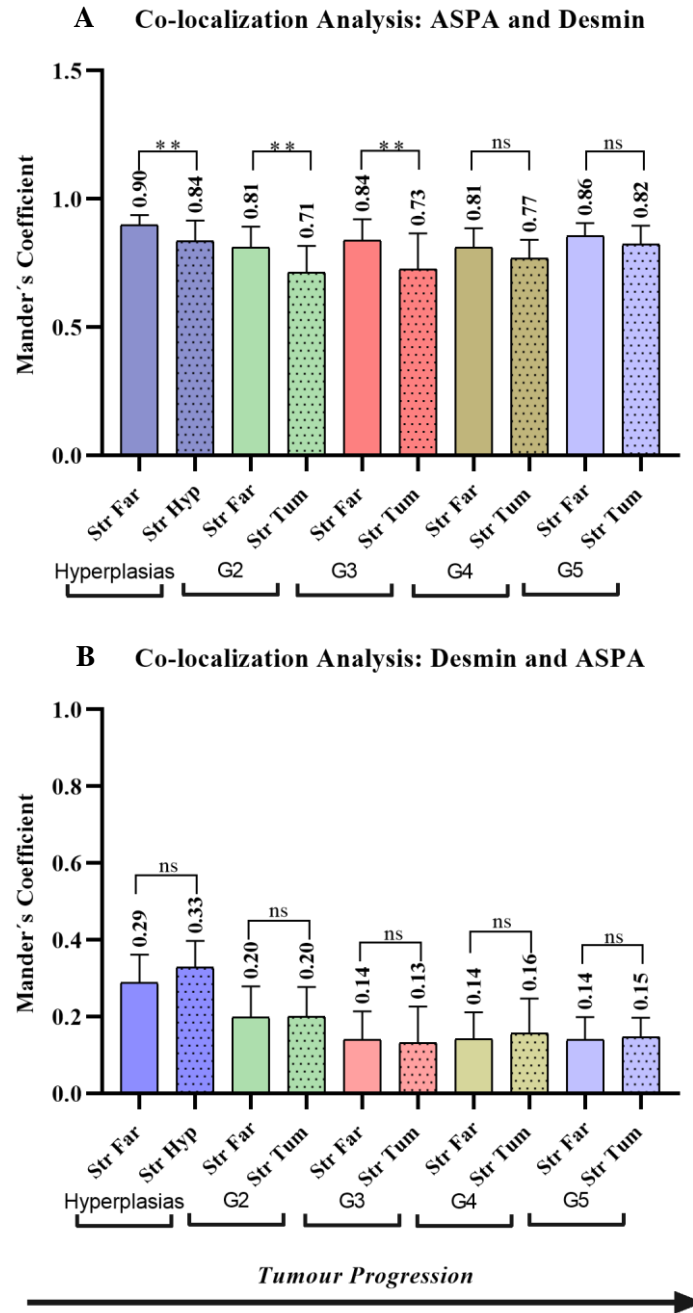 A Co-localization Analysis: ASPA and Desmin
Mander´s Coefficient
1.5
1.0
0.5
0.0
** ** ** ns ns
0.90 0.84 0.81 0.71 0.84 0.73 0.81 0.77 0.86 0.82
Str Far Str Hyp Str Far Str Tum Str Far Str Tum Str Far Str Tum Str Far Str Tum
Hyperplasias G2 G3 G4 G5
B Co-localization Analysis: Desmin and ASPA
Mander´s Coefficient
1.0
0.8
0.6
0.4
0.2
0.0
ns ns ns ns ns
0.29 0.33 0.20 0.20 0.14 0.13 0.14 0.16 0.14 0.15
Str Far Str Hyp Str Far Str Tum Str Far Str Tum Str Far Str Tum Str Far Str Tum
Hyperplasias G2 G3 G4 G5
Tumour Progression